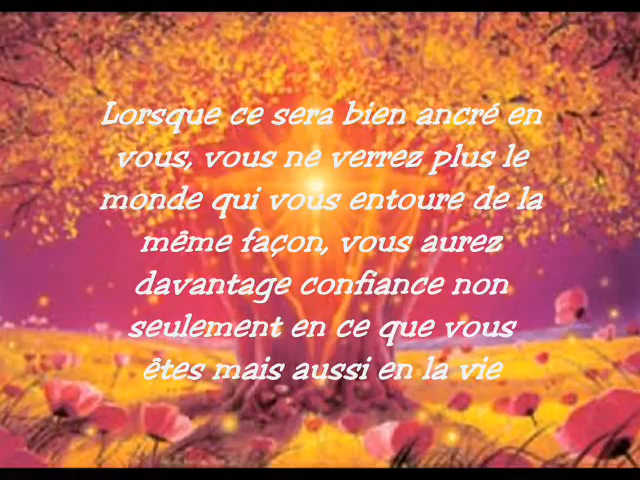 Lorsque ce sera bien ancré en
vous, vous ne verrez plus le
monde qui vous entoure de la
même façon, vous aurez
davantage confiance non
seulement en ce que vous
êtes mais aussi en la vie